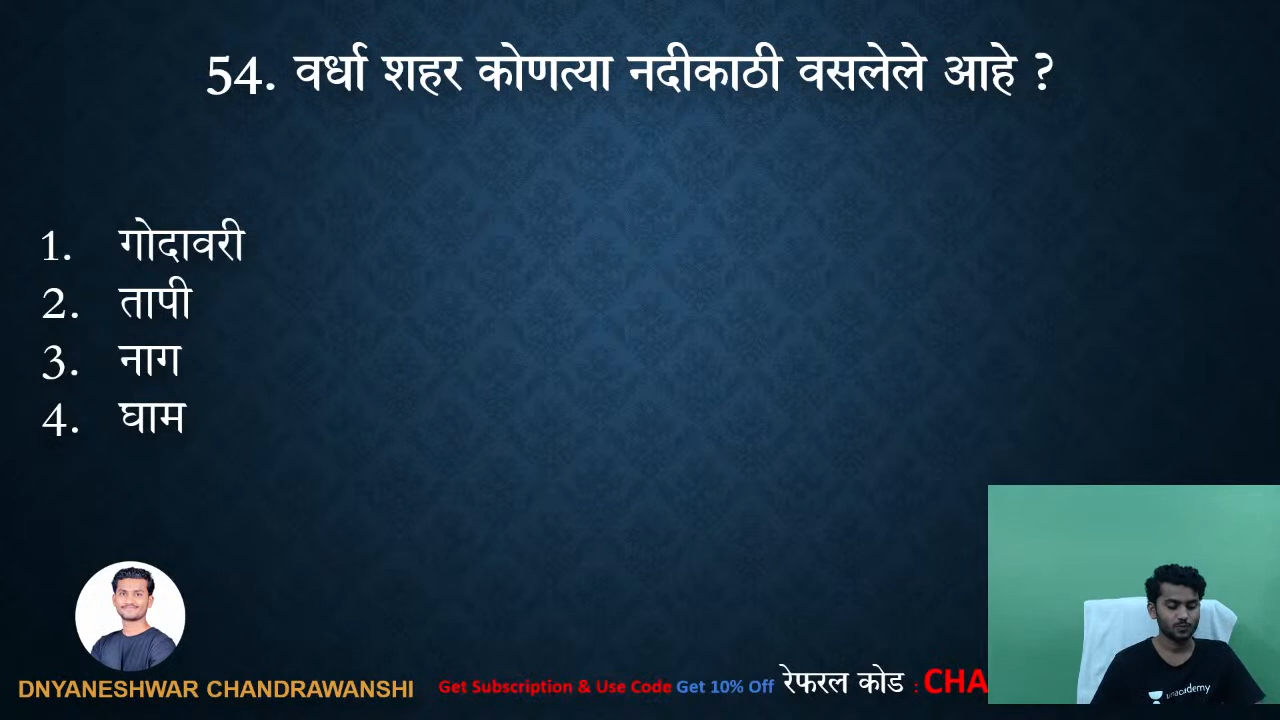 54. वर्धा शहर कोणत्या नदीकाठी वसलेले आहे ?
1. गोदावरी
2. तापी
3. नाग
4. घाम
DNYANESHWAR CHANDRAWANSHI
Get Subscription & Use Code Get 10% Off रेफरल कोड : CHA
unacademy